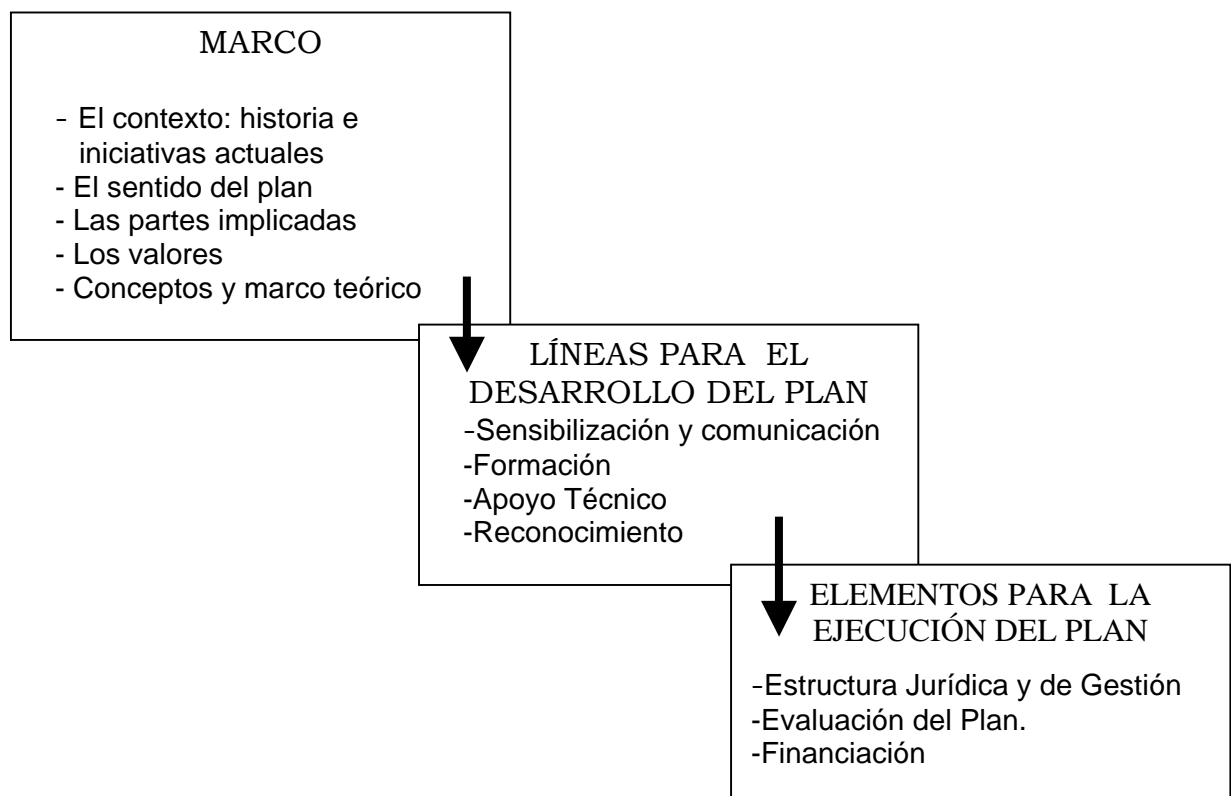 MARCO
- El contexto: historia e
iniciativas actuales
- El sentido del plan
- Las partes implicadas
- Los valores
- Conceptos y marco teórico
LÍNEAS PARA  EL
DESARROLLO DEL PLAN
-Sensibilización y comunicación
-Formación
-Apoyo Técnico
-Reconocimiento
ELEMENTOS PARA  LA
EJECUCIÓN DEL PLAN
-Estructura Jurídica y de Gestión
-Evaluación del Plan.
-Financiación